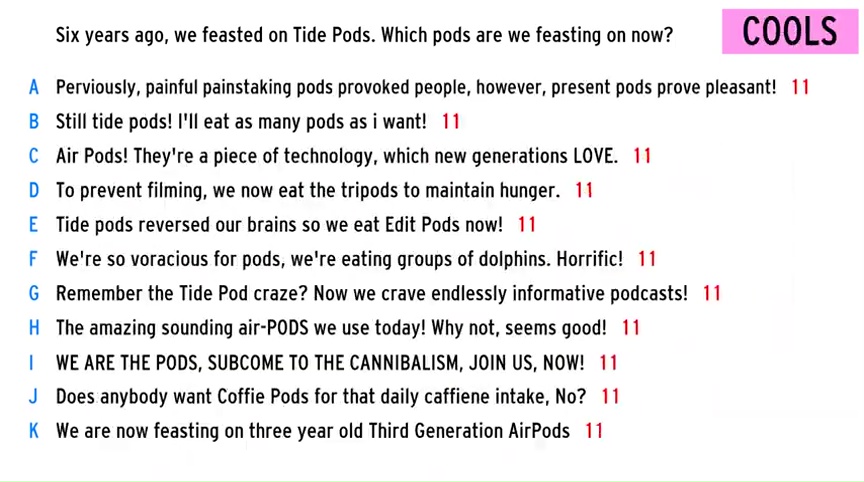 Six years ago, we feasted on Tide Pods. Which pods are we feasting on now?
COOLS
A Perviously, painful painstaking pods provoked people, however, present pods prove pleasant! 11
B Still tide pods! I'll eat as many pods as i want! 11
C Air Pods! They're a piece of technology, which new generations LOVE. 11
D To prevent filming, we now eat the tripods to maintain hunger. 11
E Tide pods reversed our brains so we eat Edit Pods now! 11
F We're so voracious for pods, we're eating groups of dolphins. Horrific! 11
G Remember the Tide Pod craze? Now we crave endlessly informative podcasts! 11
H The amazing sounding air-PODS we use today! Why not, seems good! 11
I WE ARE THE PODS, SUBCOME TO THE CANNIBALISM, JOIN US, NOW! 11
J Does anybody want Coffie Pods for that daily caffiene intake, No? 11
K We are now feasting on three year old Third Generation AirPods 11